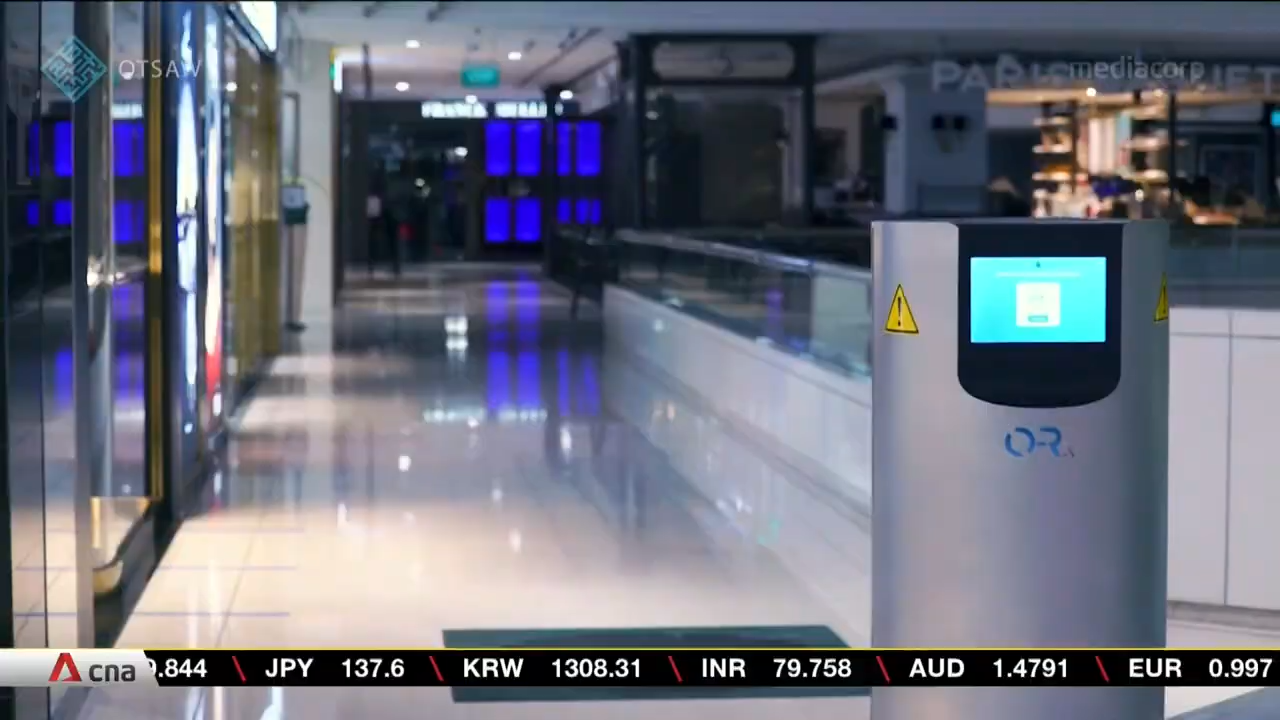 OTSAW
mediacorp
O-R
cna
0.844 \ JPY 137.6 \ KRW 1308.31 \ INR 79.758 \ AUD 1.4791 \ EUR 0.997